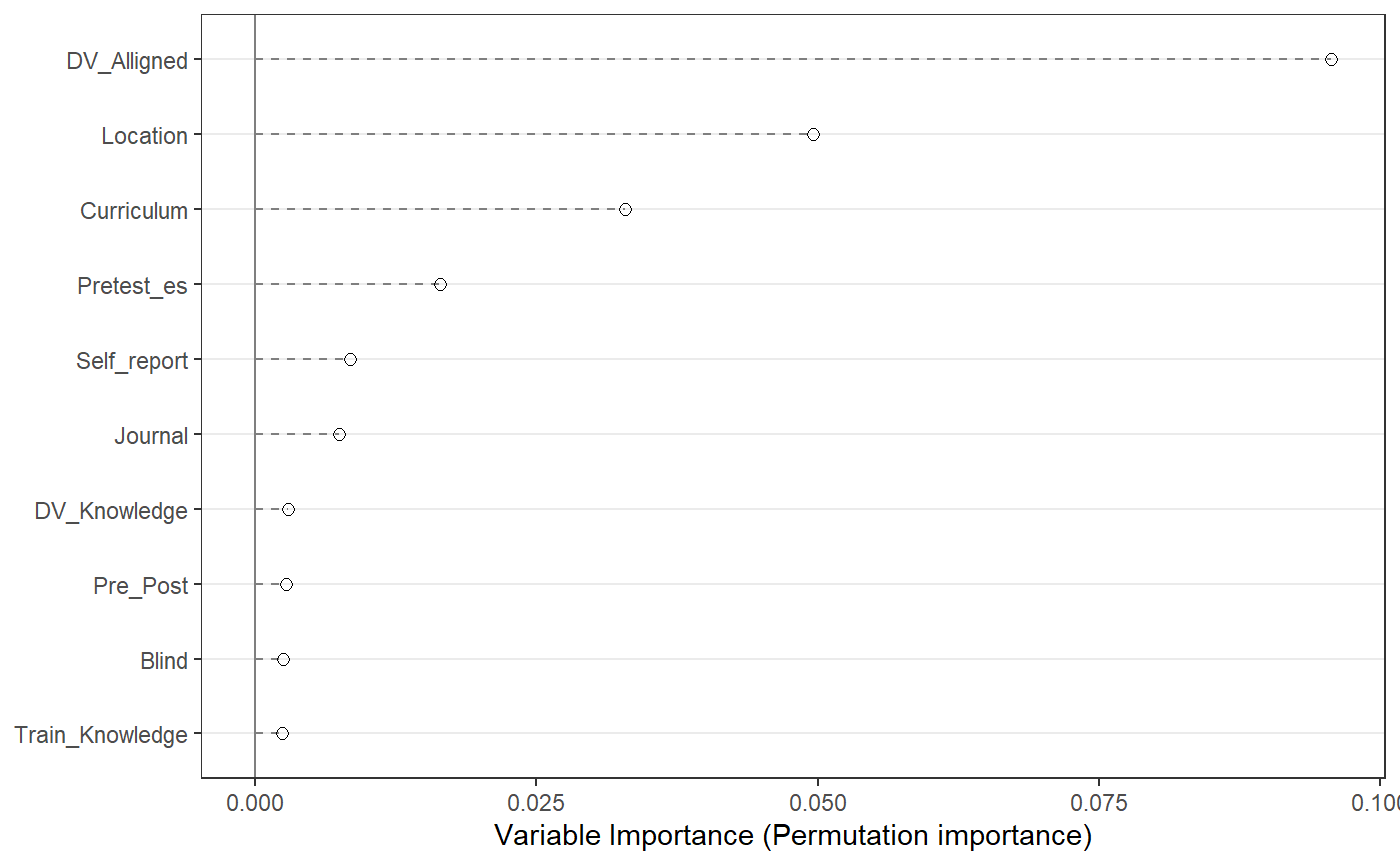 DV_Alligned
Location
Curriculum
Pretest_es
Self_report
Journal
DV_Knowledge
Pre_Post
Blind
Train_Knowledge
0.000 0.025 0.050 0.075 0.100
Variable Importance (Permutation importance)